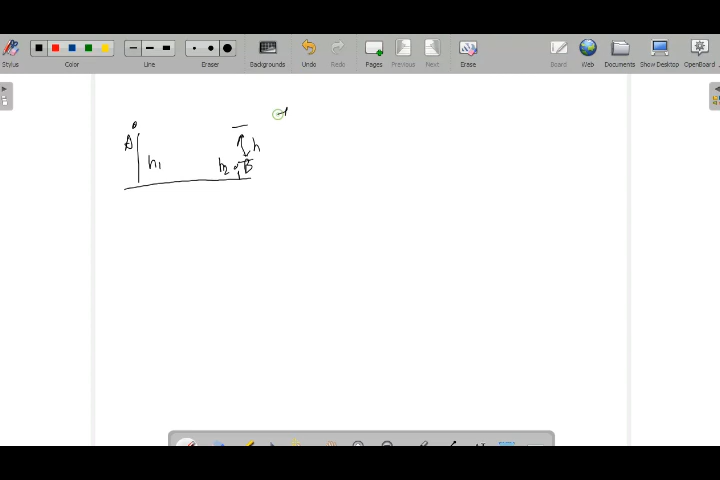 Stylus
Color
Line
Eraser
Backgrounds
Undo
Redo
Pages
Previous
Next
Erase
Board
Web
Documents
Show Desktop
OpenBoard
A
h
h1
h2
B